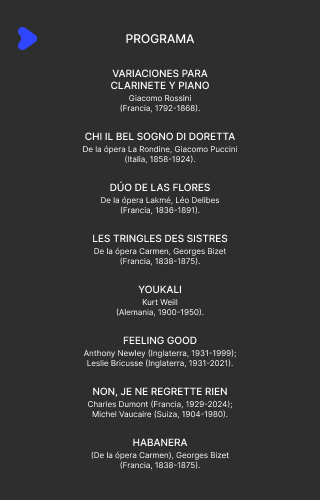 PROGRAMA
VARIACIONES PARA
CLARINETE Y PIANO
Giacomo Rossini
(Francia, 1792-1868).
CHI IL BEL SOGNO DI DORETTA
De la ópera La Rondine, Giacomo Puccini
(Italia, 1858-1924).
DÚO DE LAS FLORES
De la ópera Lakmé, Léo Delibes
(Francia, 1836-1891).
LES TRINGLES DES SISTRES
De la ópera Carmen, Georges Bizet
(Francia, 1838-1875).
YOUKALI
Kurt Weill
(Alemania, 1900-1950).
FEELING GOOD
Anthony Newley (Inglaterra, 1931-1999);
Leslie Bricusse (Inglaterra, 1931-2021).
NON, JE NE REGRETTE RIEN
Charles Dumont (Francia, 1929-2024);
Michel Vaucaire (Suiza, 1904-1980).
HABANERA
(De la ópera Carmen), Georges Bizet
(Francia, 1838-1875).